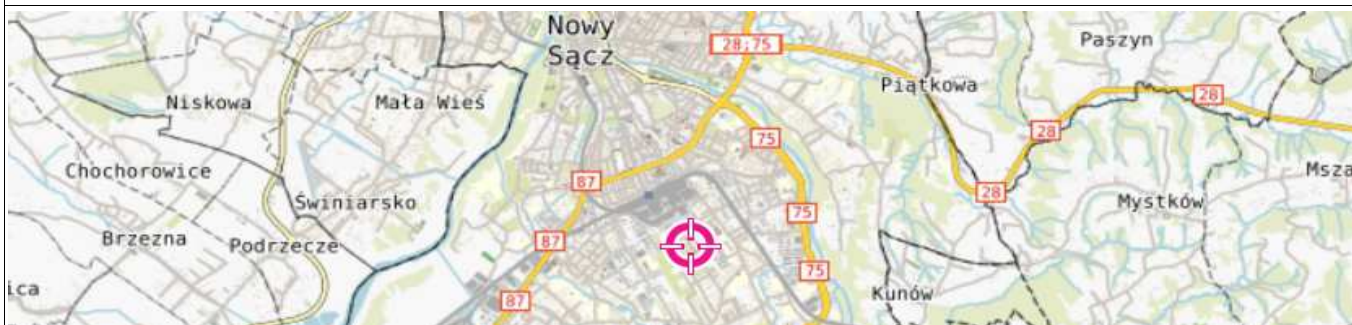 Nowy
Sącz
28;75
Paszyn
Piątkowa
Niskowa
Mała Wieś
28
28
75
Chochorowice
Msza
87
28
Świniarsko
Mystków
75
Brzezna
Podrzecze
87
75
ica
87
Kunów